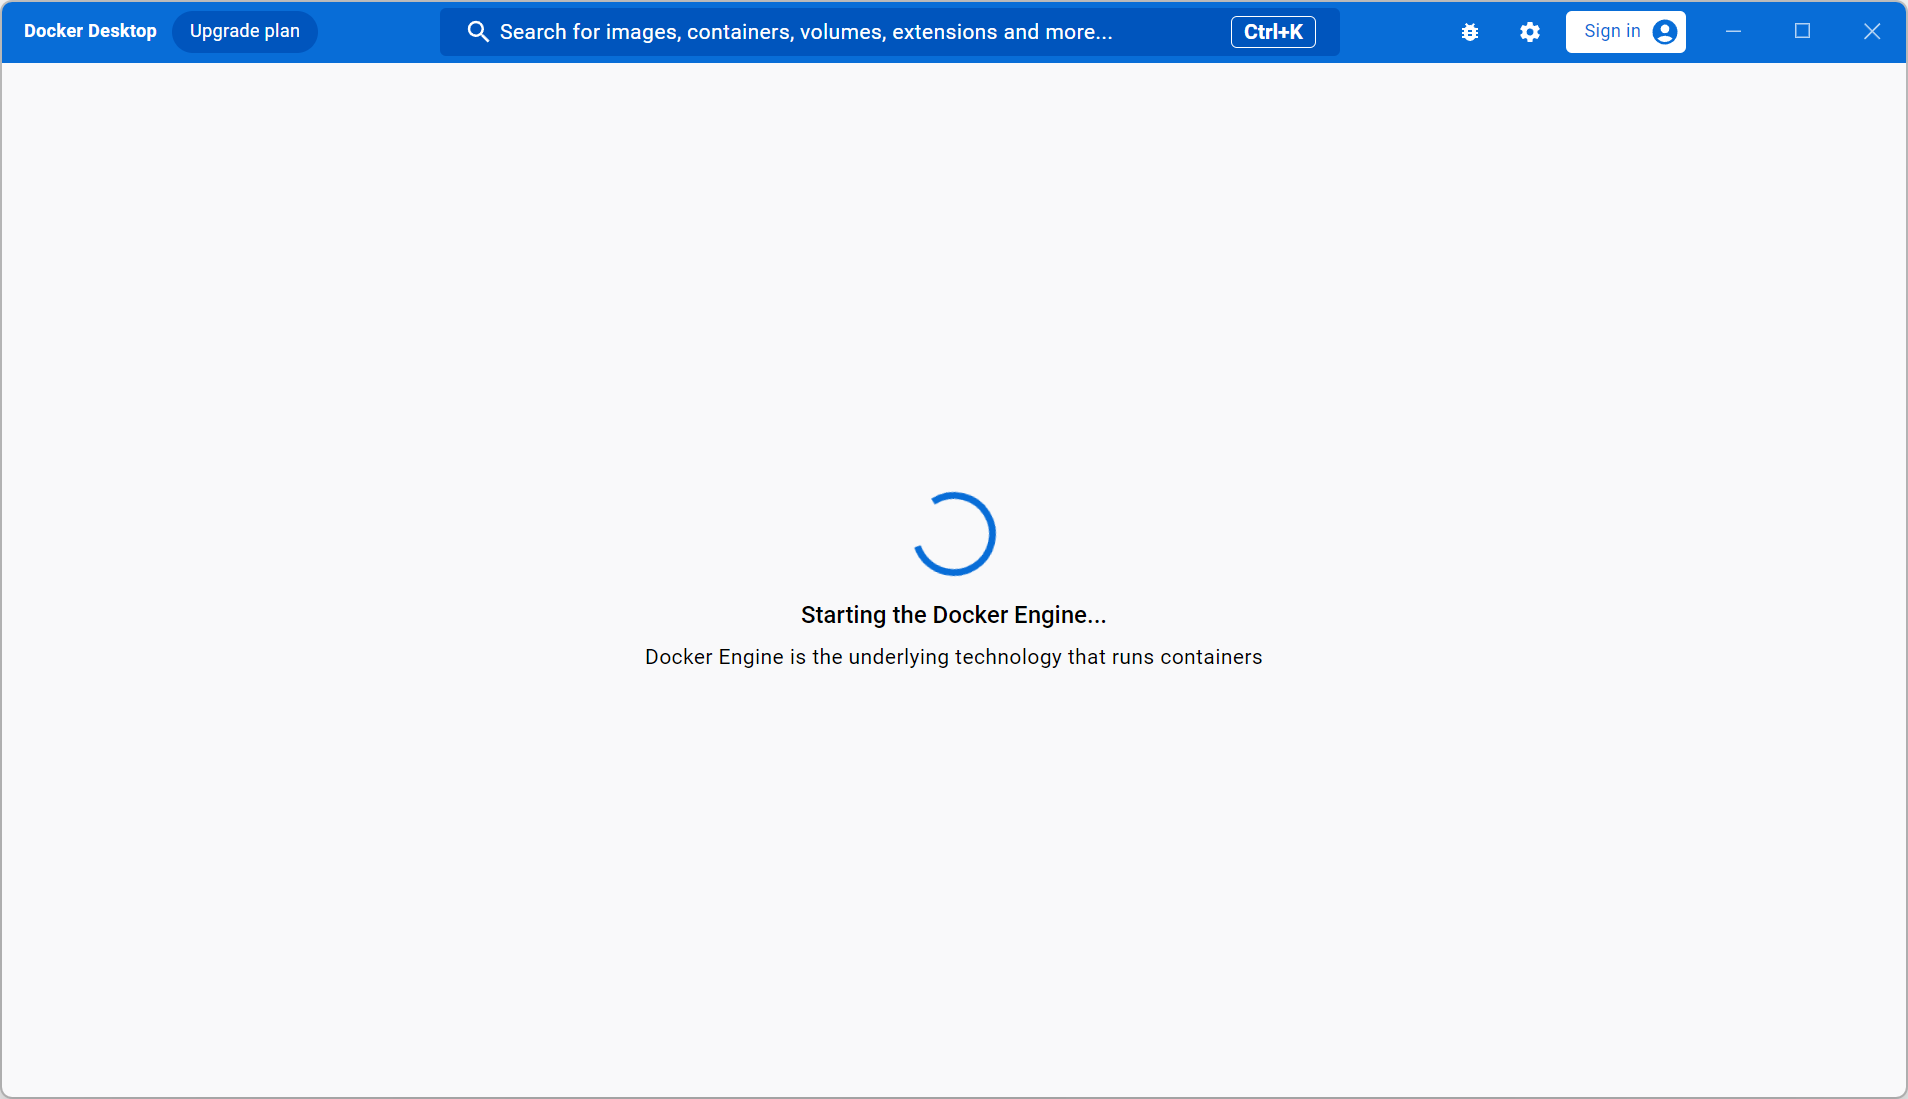 Docker Desktop
Upgrade plan
Search for images, containers, volumes, extensions and more...
Ctrl+K
Sign in
Starting the Docker Engine...
Docker Engine is the underlying technology that runs containers